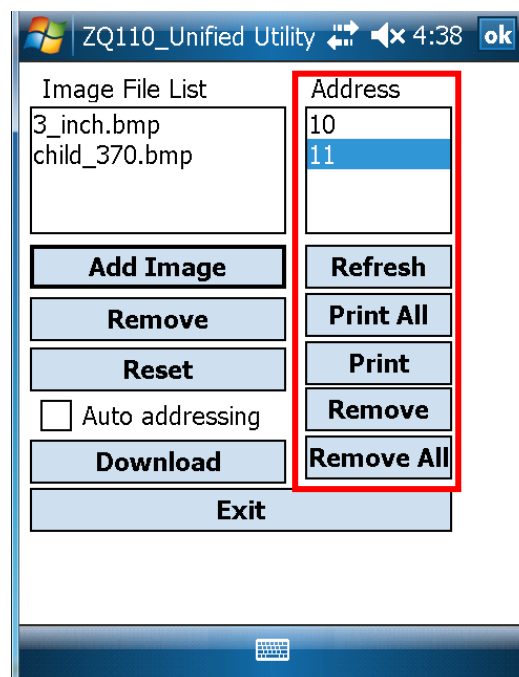 ZQ110_Unified Utility 4:38 ok
Image File List Address
3_inch.bmp 10
child_370.bmp 11
Add Image Refresh
Remove Print All
Reset Print
Auto addressing Remove
Download Remove All
Exit